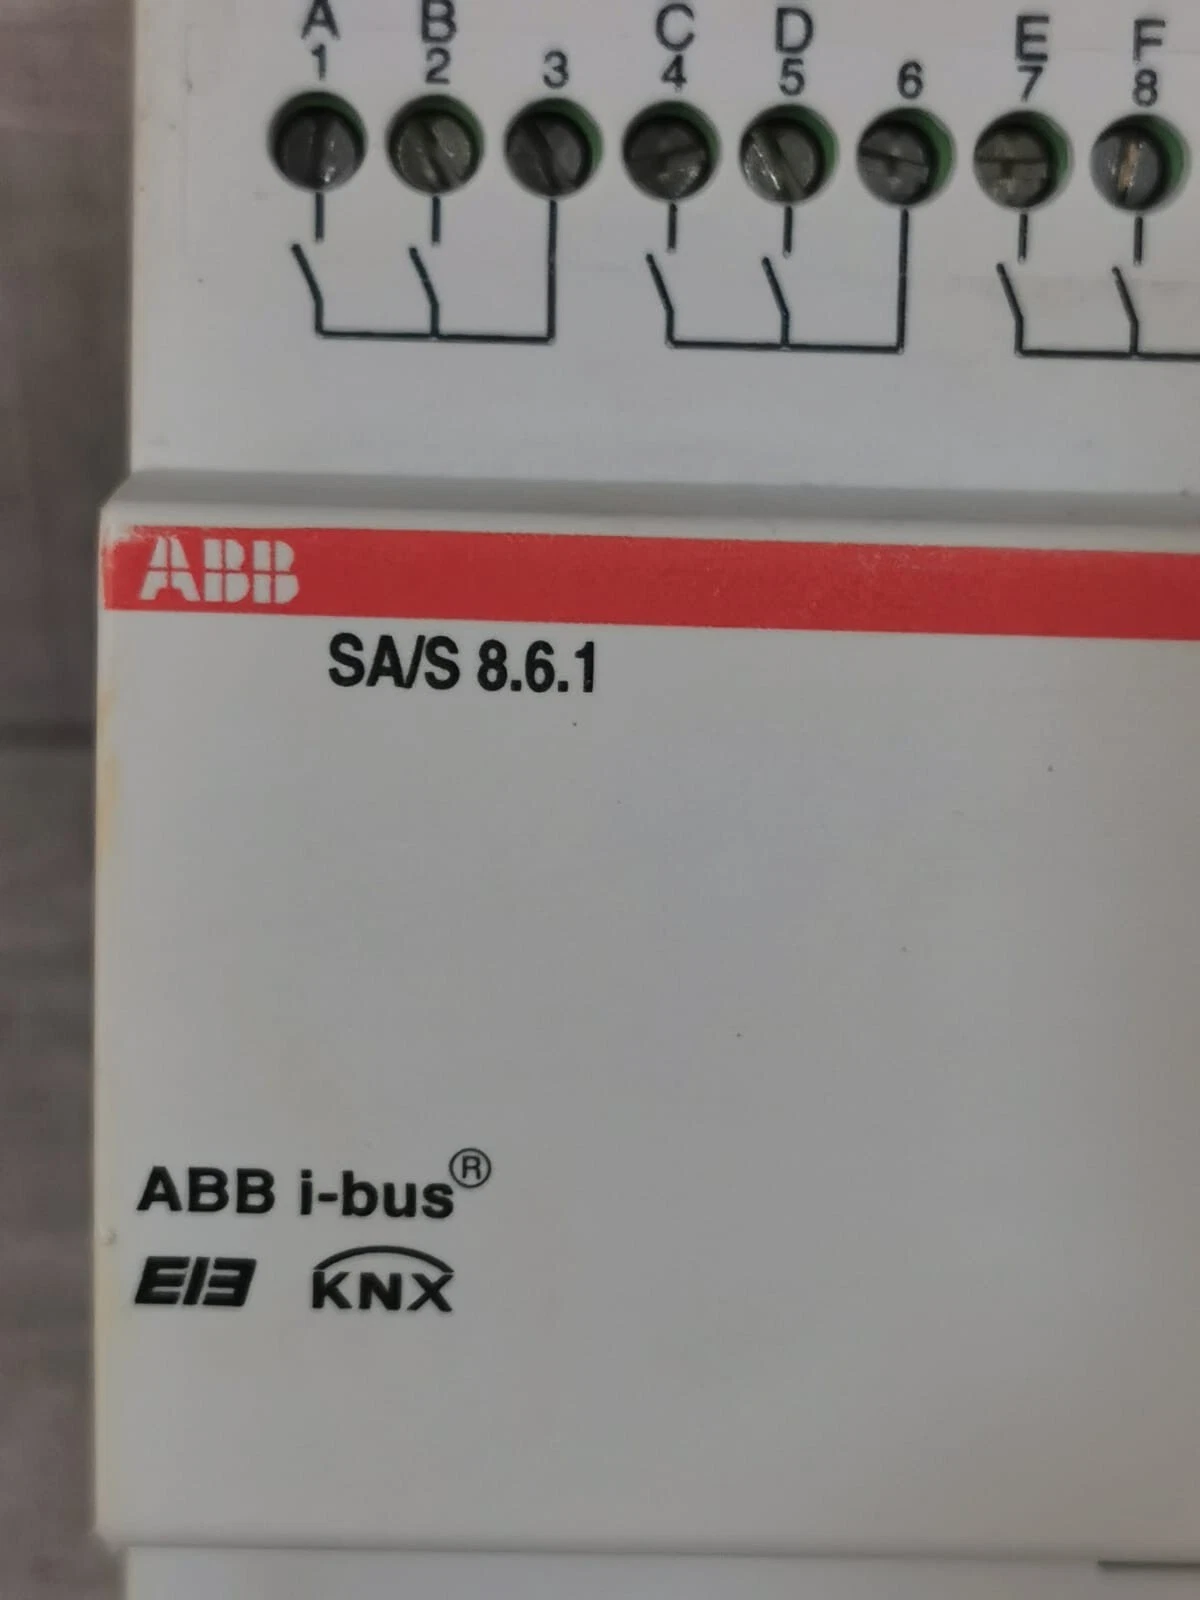 A B C D E F
1 2 3 4 5 6 7 8
ABB
SA/S 8.6.1
ABB i-bus®
EIB KNX